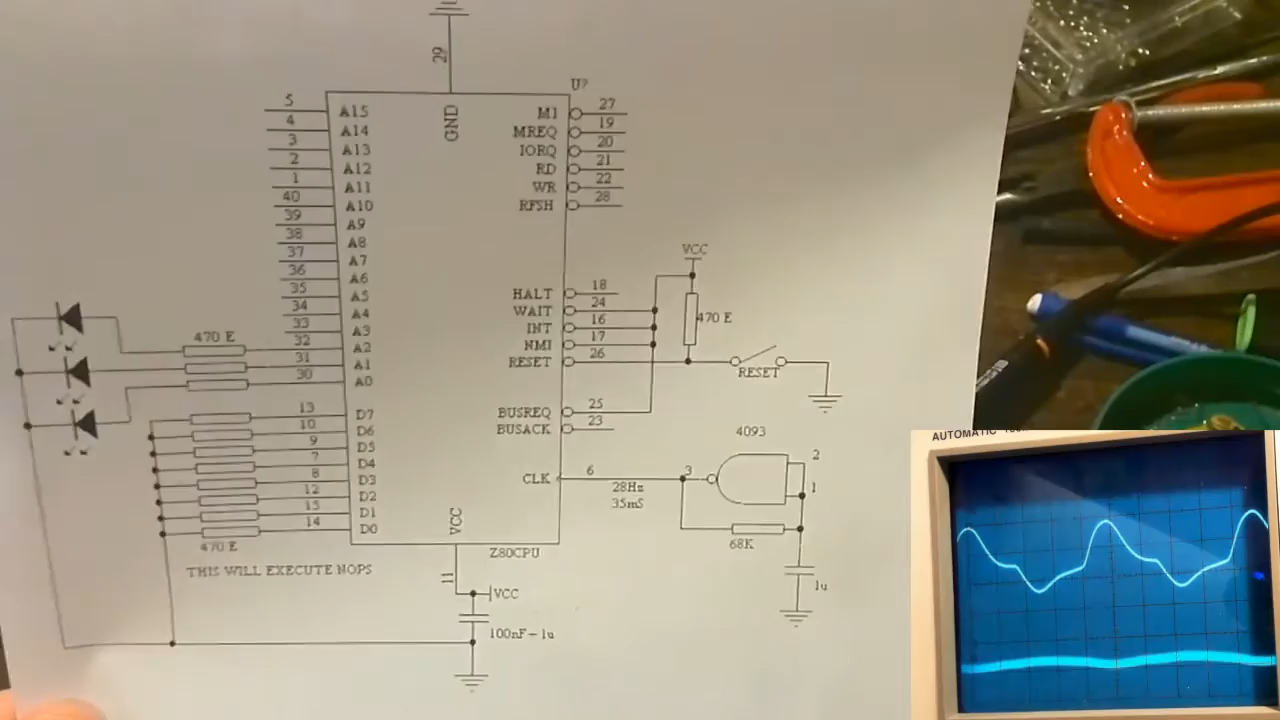 29
U?
GND
5 A15
4 A14
3 A13
2 A12
1 A11
40 A10
39 A9
38 A8
37 A7
36 A6
35 A5
34 A4
33 A3
32 A2
31 A1
30 A0
470 E
13 D7
10 D6
9 D5
7 D4
8 D3
12 D2
15 D1
14 D0
470 E
THIS WILL EXECUTE NOPS
M1 27
MREQ 19
IORQ 20
RD 21
WR 22
RFSH 28
HALT 18
WAIT 24
INT 16
NMI 17
RESET 26
BUSREQ 25
BUSACK 23
CLK 6
VCC
470 E
RESET
4093
3
2
1
28Hz
35mS
68K
1u
VCC
Z80CPU
11
VCC
100nF-1u
AUTOMATIC